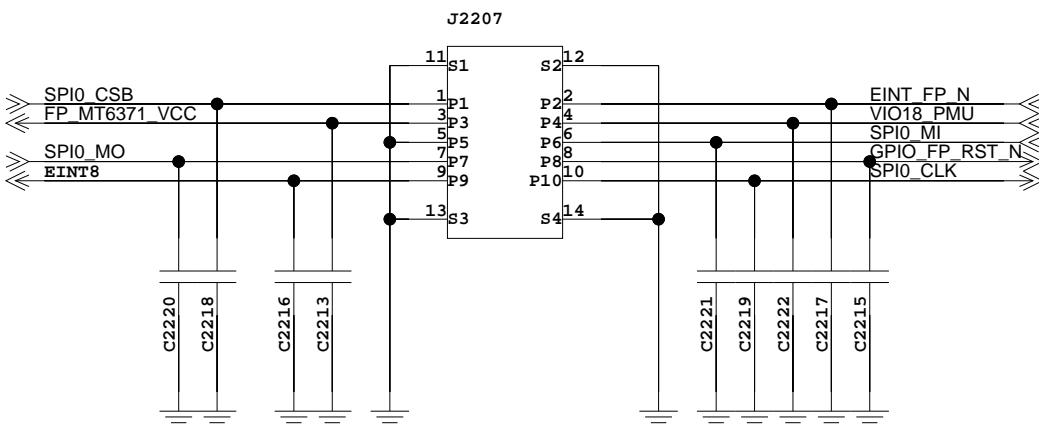 J2207
11 S1 S2 12
SPI0_CSB 1 P1 P2 2 EINT_FP_N
FP_MT6371_VCC 3 P3 P4 4 VIO18_PMU
5 P5 P6 6 SPI0_MI
SPI0_MO 7 P7 P8 8 GPIO_FP_RST_N
EINT8 9 P9 P10 10 SPI0_CLK
13 S3 S4 14
C2220 C2218 C2216 C2213 C2221 C2219 C2222 C2217 C2215